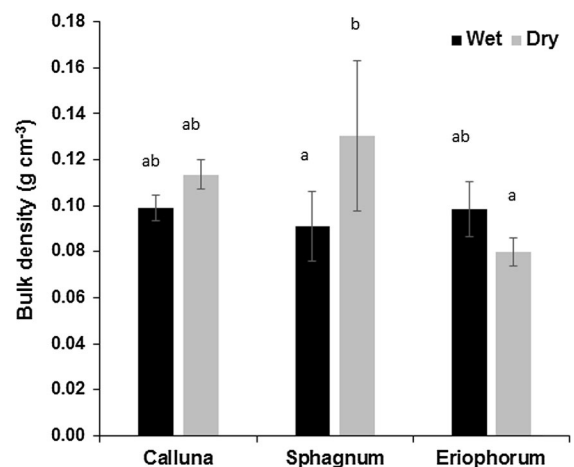 0.18
0.16
0.14
0.12
0.10
0.08
0.06
0.04
0.02
0.00
Bulk density (g cm-3)
Wet Dry
ab
ab
a
b
ab
a
Calluna Sphagnum Eriophorum